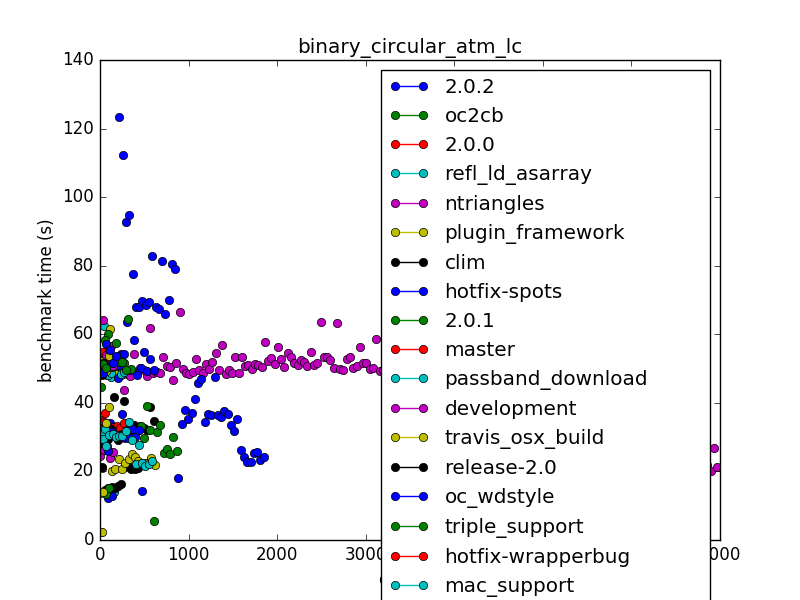 binary_circular_atm_lc
140
120
100
80
60
40
20
0
benchmark time (s)
0
1000
2000
2.0.2
oc2cb
2.0.0
refl_ld_asarray
ntriangles
plugin_framework
clim
hotfix-spots
2.0.1
master
passband_download
development
travis_osx_build
release-2.0
oc_wdstyle
triple_support
hotfix-wrapperbug
mac_support